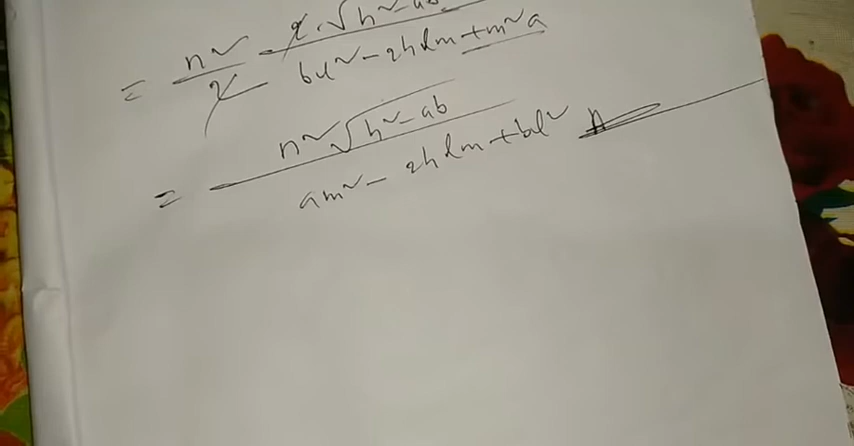 = n²/2 · 2·√h²-ab / bl²-2hlm+m²a
= n²√h²-ab / am²-2hlm+bl²